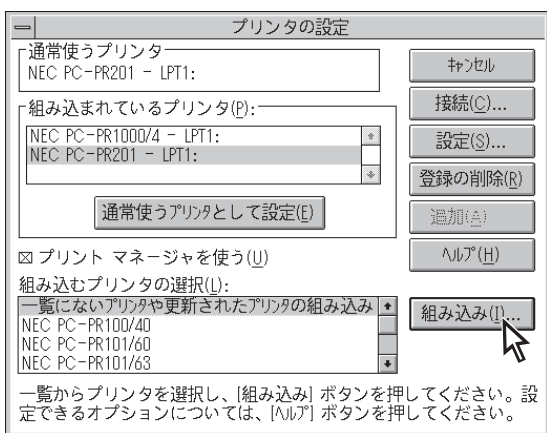 プリンタの設定
通常使うプリンタ
NEC PC-PR201 - LPT1:
ｷｬﾝｾﾙ
組み込まれているプリンタ(P):
接続(C)...
NEC PC-PR1000/4 - LPT1:
設定(S)...
NEC PC-PR201 - LPT1:
登録の削除(R)
通常使うﾌﾟﾘﾝﾀとして設定(E)
追加(A)
プリント マネージャを使う(U)
ﾍﾙﾌﾟ(H)
組み込むプリンタの選択(L):
一覧にないﾌﾟﾘﾝﾀや更新されたﾌﾟﾘﾝﾀの組み込み
組み込み(I)...
NEC PC-PR100/40
NEC PC-PR101/60
NEC PC-PR101/63
一覧からプリンタを選択し、[組み込み] ボタンを押してください。設
定できるオプションについては、[ﾍﾙﾌﾟ] ボタンを押してください。